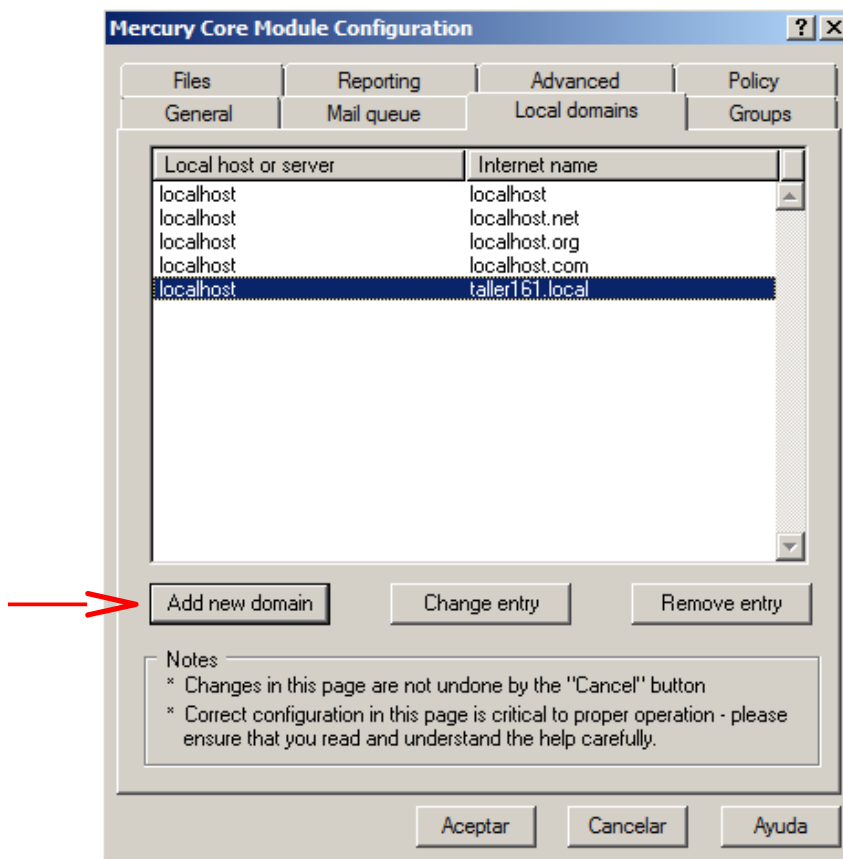 Mercury Core Module Configuration
Files Reporting Advanced Policy
General Mail queue Local domains Groups
Local host or server Internet name
localhost localhost
localhost localhost.net
localhost localhost.org
localhost localhost.com
localhost taller161.local
Add new domain Change entry Remove entry
Notes
* Changes in this page are not undone by the "Cancel" button
* Correct configuration in this page is critical to proper operation - please
ensure that you read and understand the help carefully.
Aceptar Cancelar Ayuda